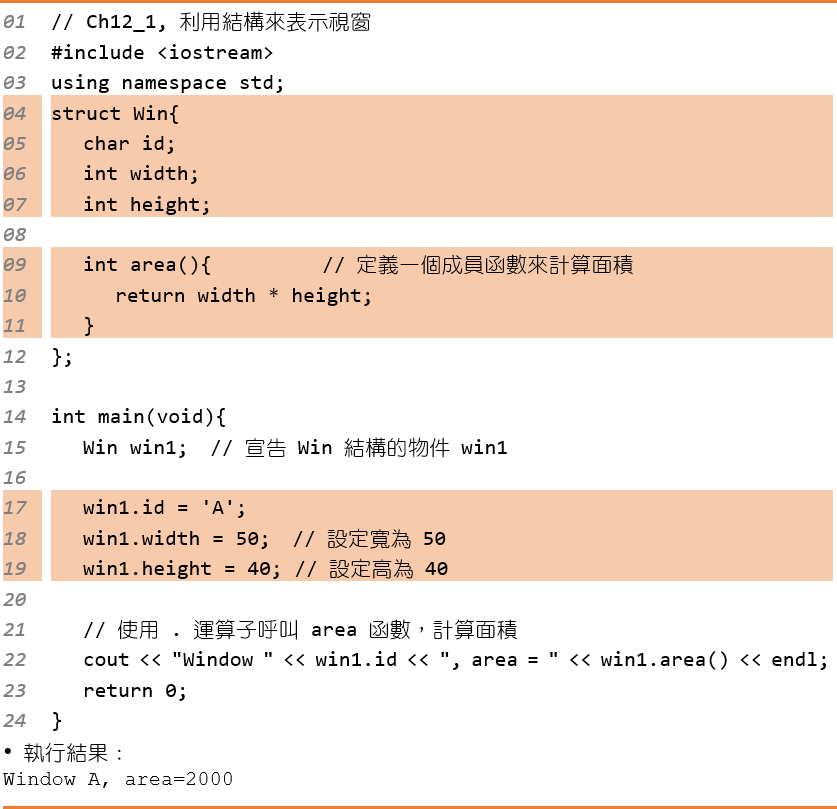 01 // Ch12_1, 利用結構來表示視窗
02 #include <iostream>
03 using namespace std;
04 struct Win{
05 char id;
06 int width;
07 int height;
08
09 int area(){ // 定義一個成員函數來計算面積
10 return width * height;
11 }
12 };
13
14 int main(void){
15 Win win1; // 宣告 Win 結構的物件 win1
16
17 win1.id = 'A';
18 win1.width = 50; // 設定寬為 50
19 win1.height = 40; // 設定高為 40
20
21 // 使用 . 運算子呼叫 area 函數，計算面積
22 cout << "Window " << win1.id << ", area = " << win1.area() << endl;
23 return 0;
24 }
• 執行結果：
Window A, area=2000